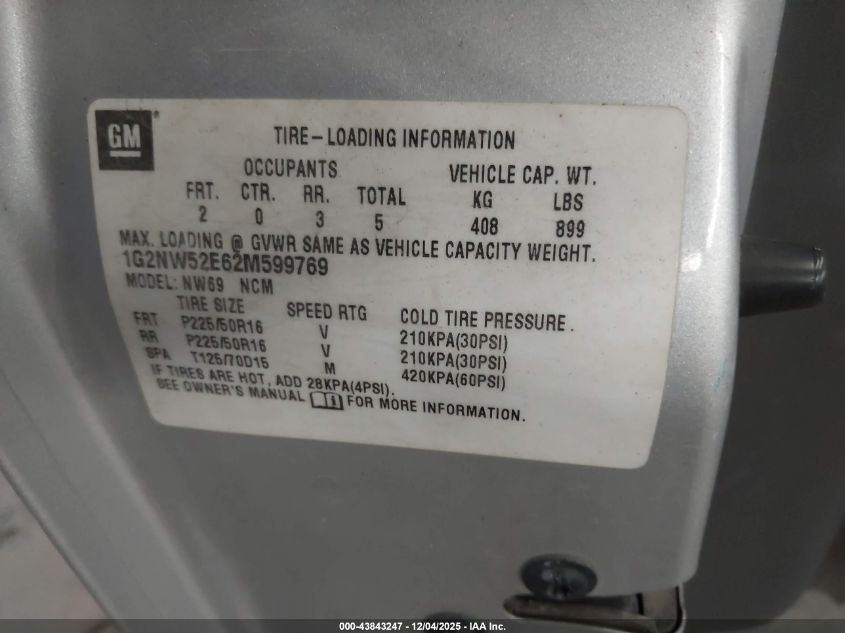 GM
TIRE-LOADING INFORMATION
OCCUPANTS VEHICLE CAP. WT.
FRT. CTR. RR. TOTAL KG LBS
2 0 3 5 408 899
MAX. LOADING @ GVWR SAME AS VEHICLE CAPACITY WEIGHT.
1G2NW52E62M599769
MODEL: NW69 NCM
TIRE SIZE SPEED RTG COLD TIRE PRESSURE.
FRT P225/50R16 V 210KPA(30PSI)
RR P225/50R16 V 210KPA(30PSI)
SPA T125/70D15 M 420KPA(60PSI)
IF TIRES ARE HOT, ADD 28KPA(4PSI).
SEE OWNER'S MANUAL FOR MORE INFORMATION.
000-43843247 - 12/04/2025 - IAA Inc.